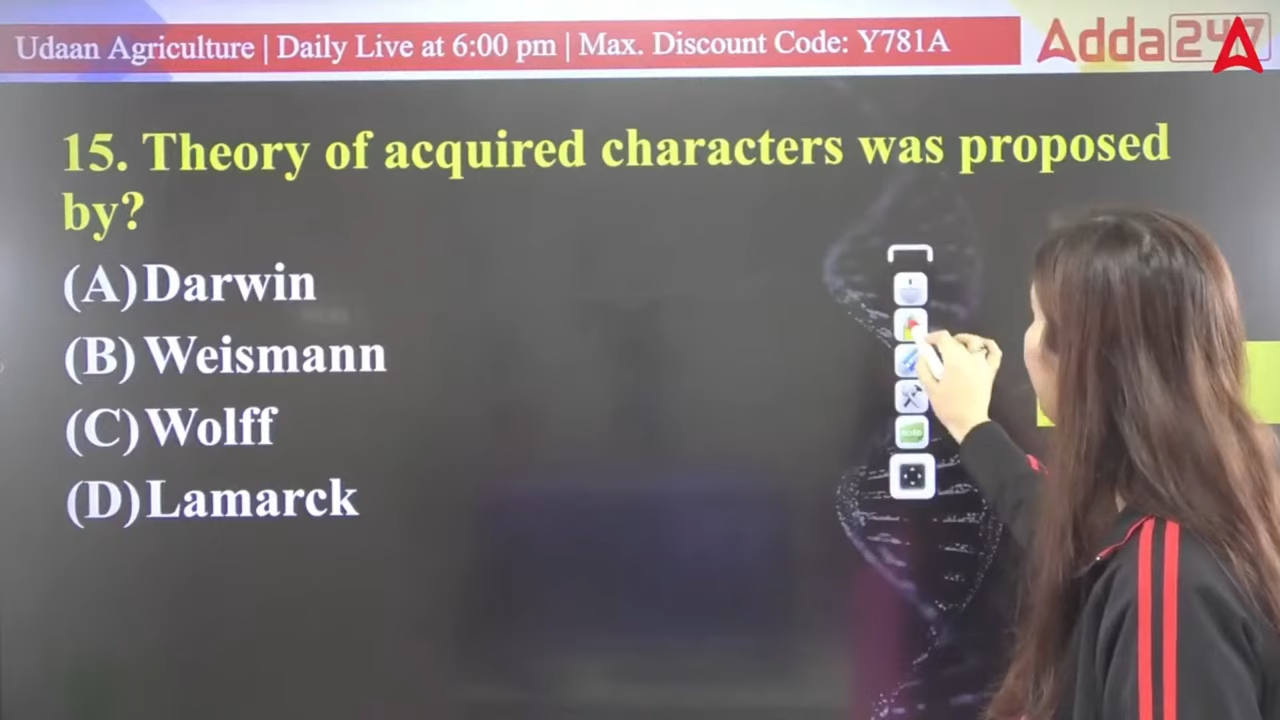 Udaan Agriculture | Daily Live at 6:00 pm | Max. Discount Code: Y781A
Adda247
15. Theory of acquired characters was proposed
by?
(A) Darwin
(B) Weismann
(C) Wolff
(D) Lamarck